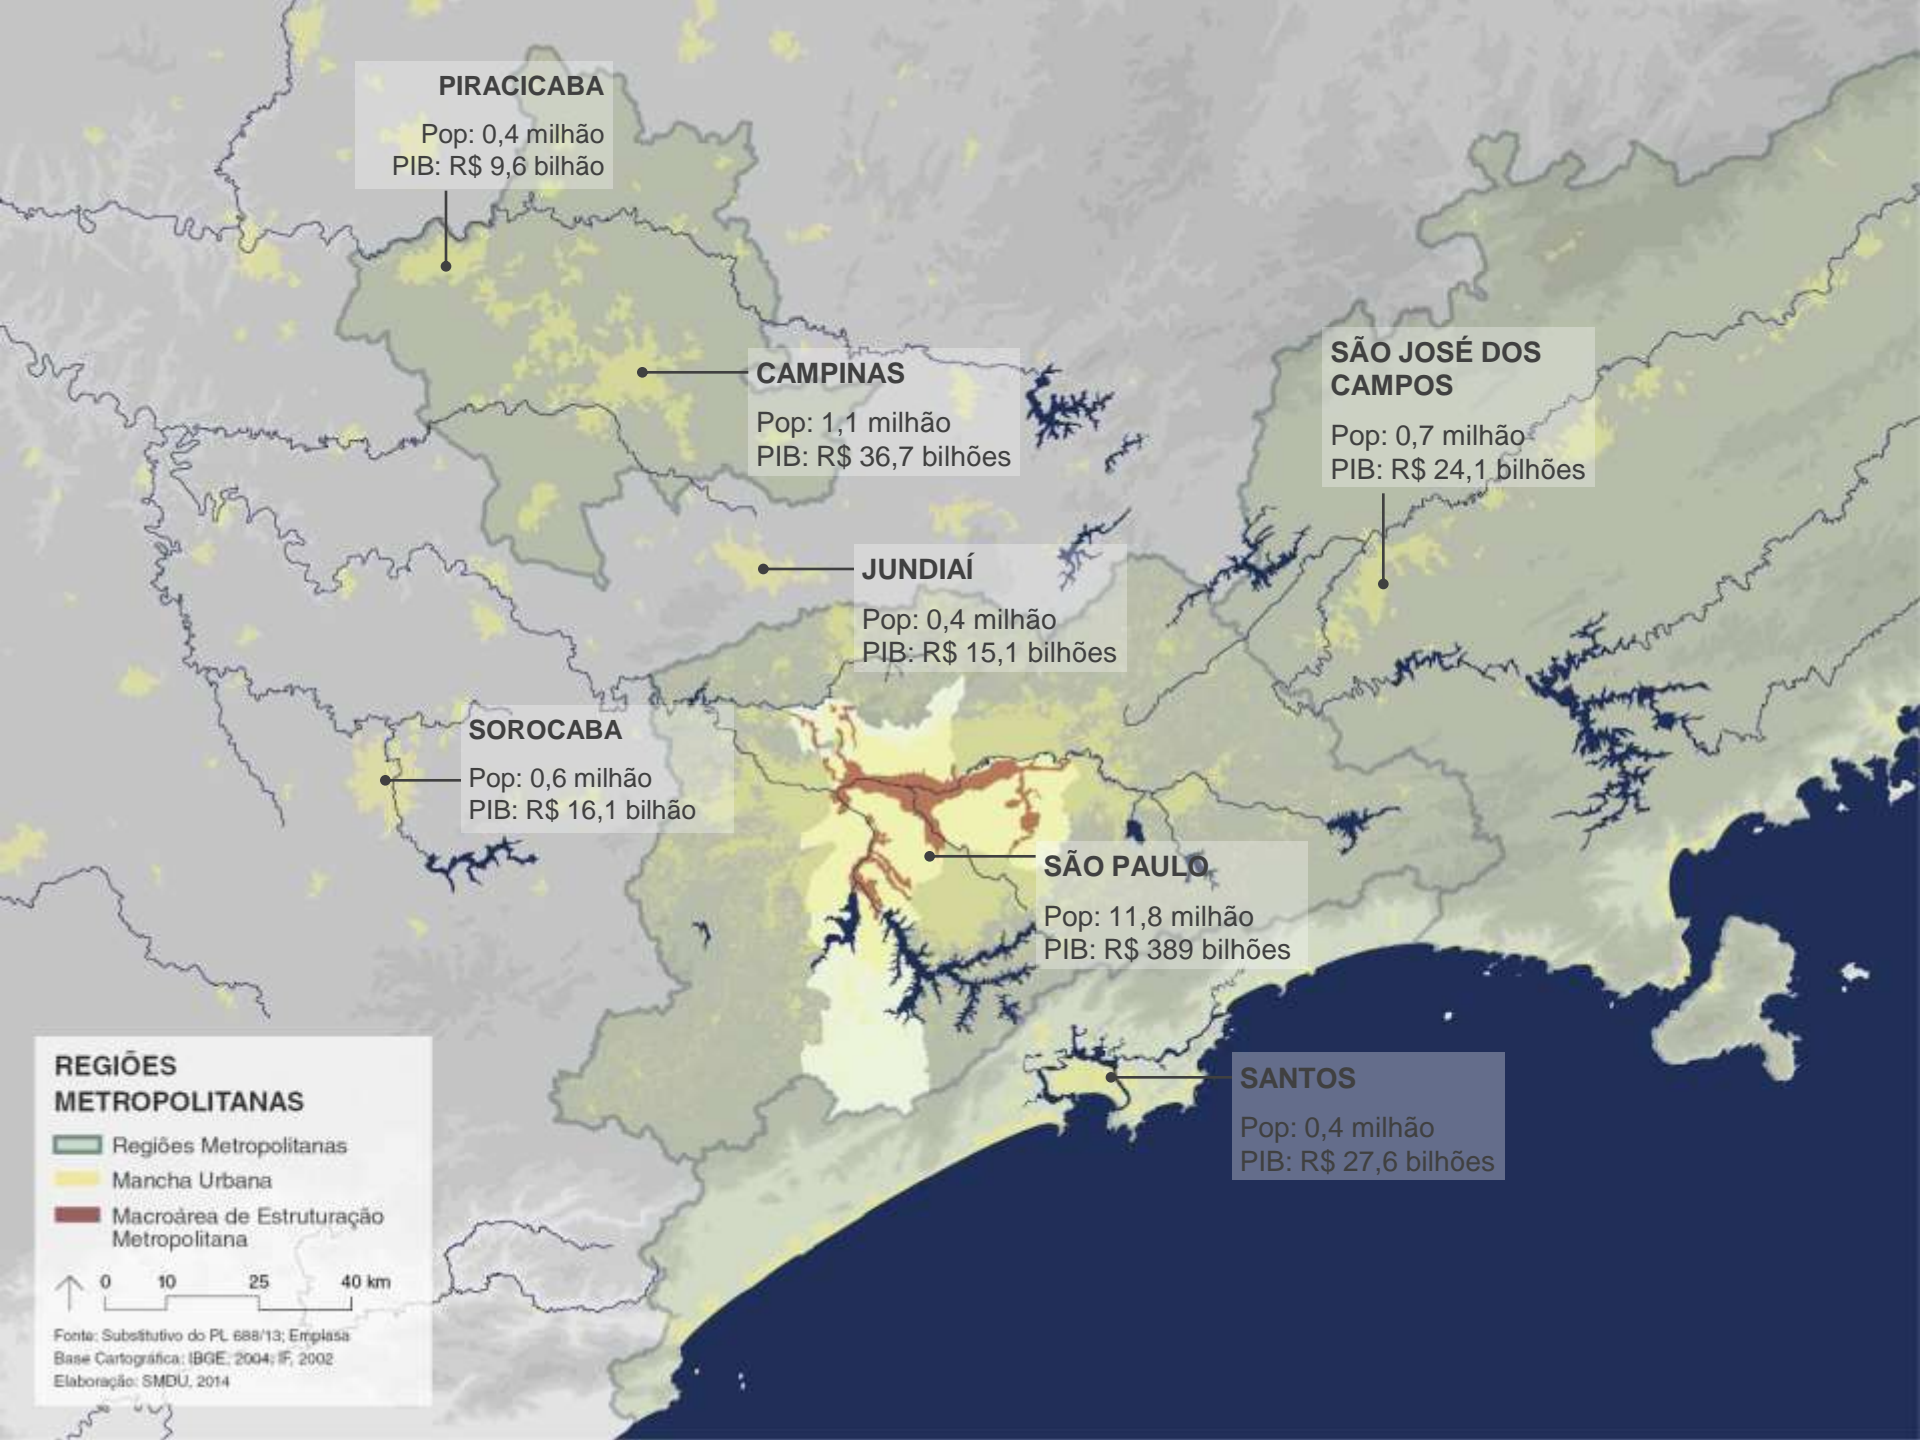 PIRACICABA
Pop: 0,4 milhão
PIB: R$ 9,6 bilhão
CAMPINAS
Pop: 1,1 milhão
PIB: R$ 36,7 bilhões
SÃO JOSÉ DOS
CAMPOS
Pop: 0,7 milhão
PIB: R$ 24,1 bilhões
JUNDIAÍ
Pop: 0,4 milhão
PIB: R$ 15,1 bilhões
SOROCABA
Pop: 0,6 milhão
PIB: R$ 16,1 bilhão
SÃO PAULO
Pop: 11,8 milhão
PIB: R$ 389 bilhões
SANTOS
Pop: 0,4 milhão
PIB: R$ 27,6 bilhões
REGIÕES
METROPOLITANAS
Regiões Metropolitanas
Mancha Urbana
Macroárea de Estruturação
Metropolitana
0 10 25 40 km
Fonte: Substitutivo do PL 688/13; Emplasa
Base Cartográfica: IBGE, 2004; IF, 2002
Elaboração: SMDU, 2014